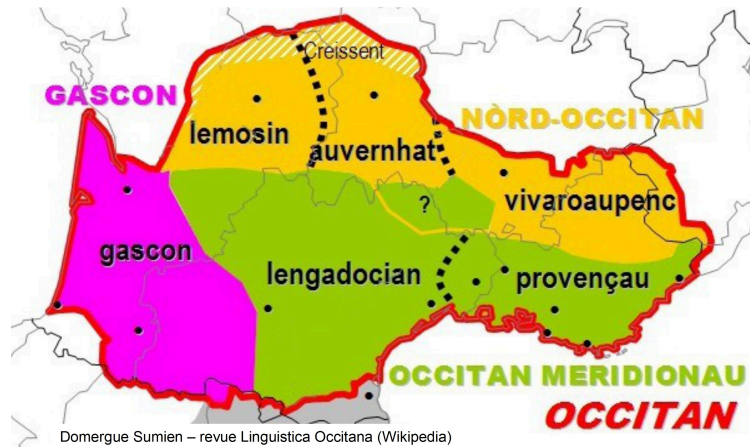 Creissent
GASCON
NÒRD-OCCITAN
lemosin
auvernhat
vivaroaupenc
?
gascon
lengadocian
provençau
OCCITAN MERIDIONAU
OCCITAN
Domergue Sumien – revue Linguistica Occitana (Wikipedia)